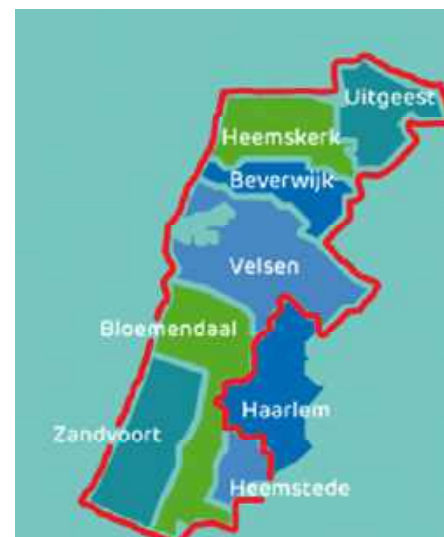 Uitgeest
Heemskerk
Beverwijk
Velsen
Bloemendaal
Haarlem
Zandvoort
Heemstede